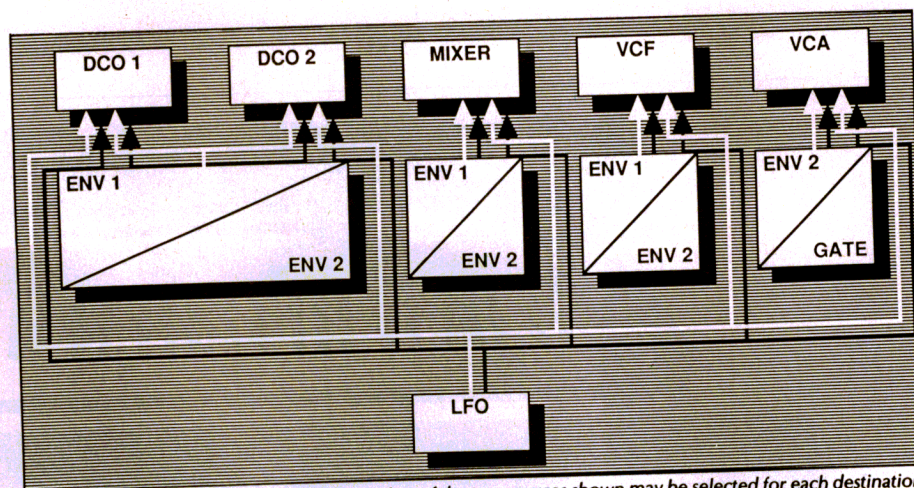 DCO 1 DCO 2 MIXER VCF VCA
ENV 1 ENV 1 ENV 1 ENV 2
ENV 2 ENV 2 ENV 2 GATE
LFO
shown may be selected for each destination